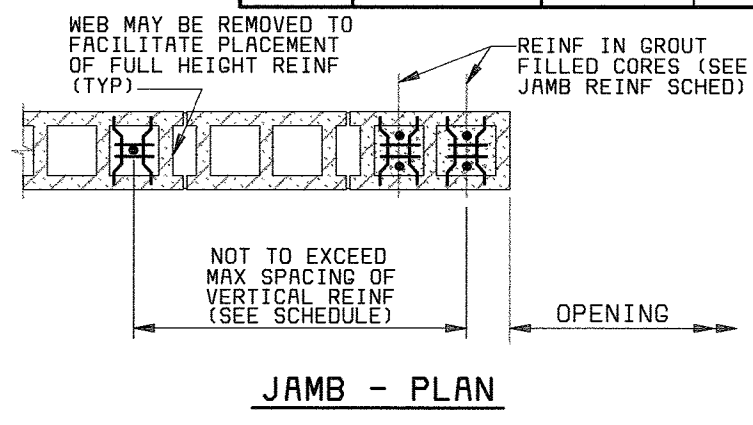 WEB MAY BE REMOVED TO
FACILITATE PLACEMENT
OF FULL HEIGHT REINF
(TYP)
REINF IN GROUT
FILLED CORES (SEE
JAMB REINF SCHED)
NOT TO EXCEED
MAX SPACING OF
VERTICAL REINF
(SEE SCHEDULE)
OPENING
JAMB - PLAN